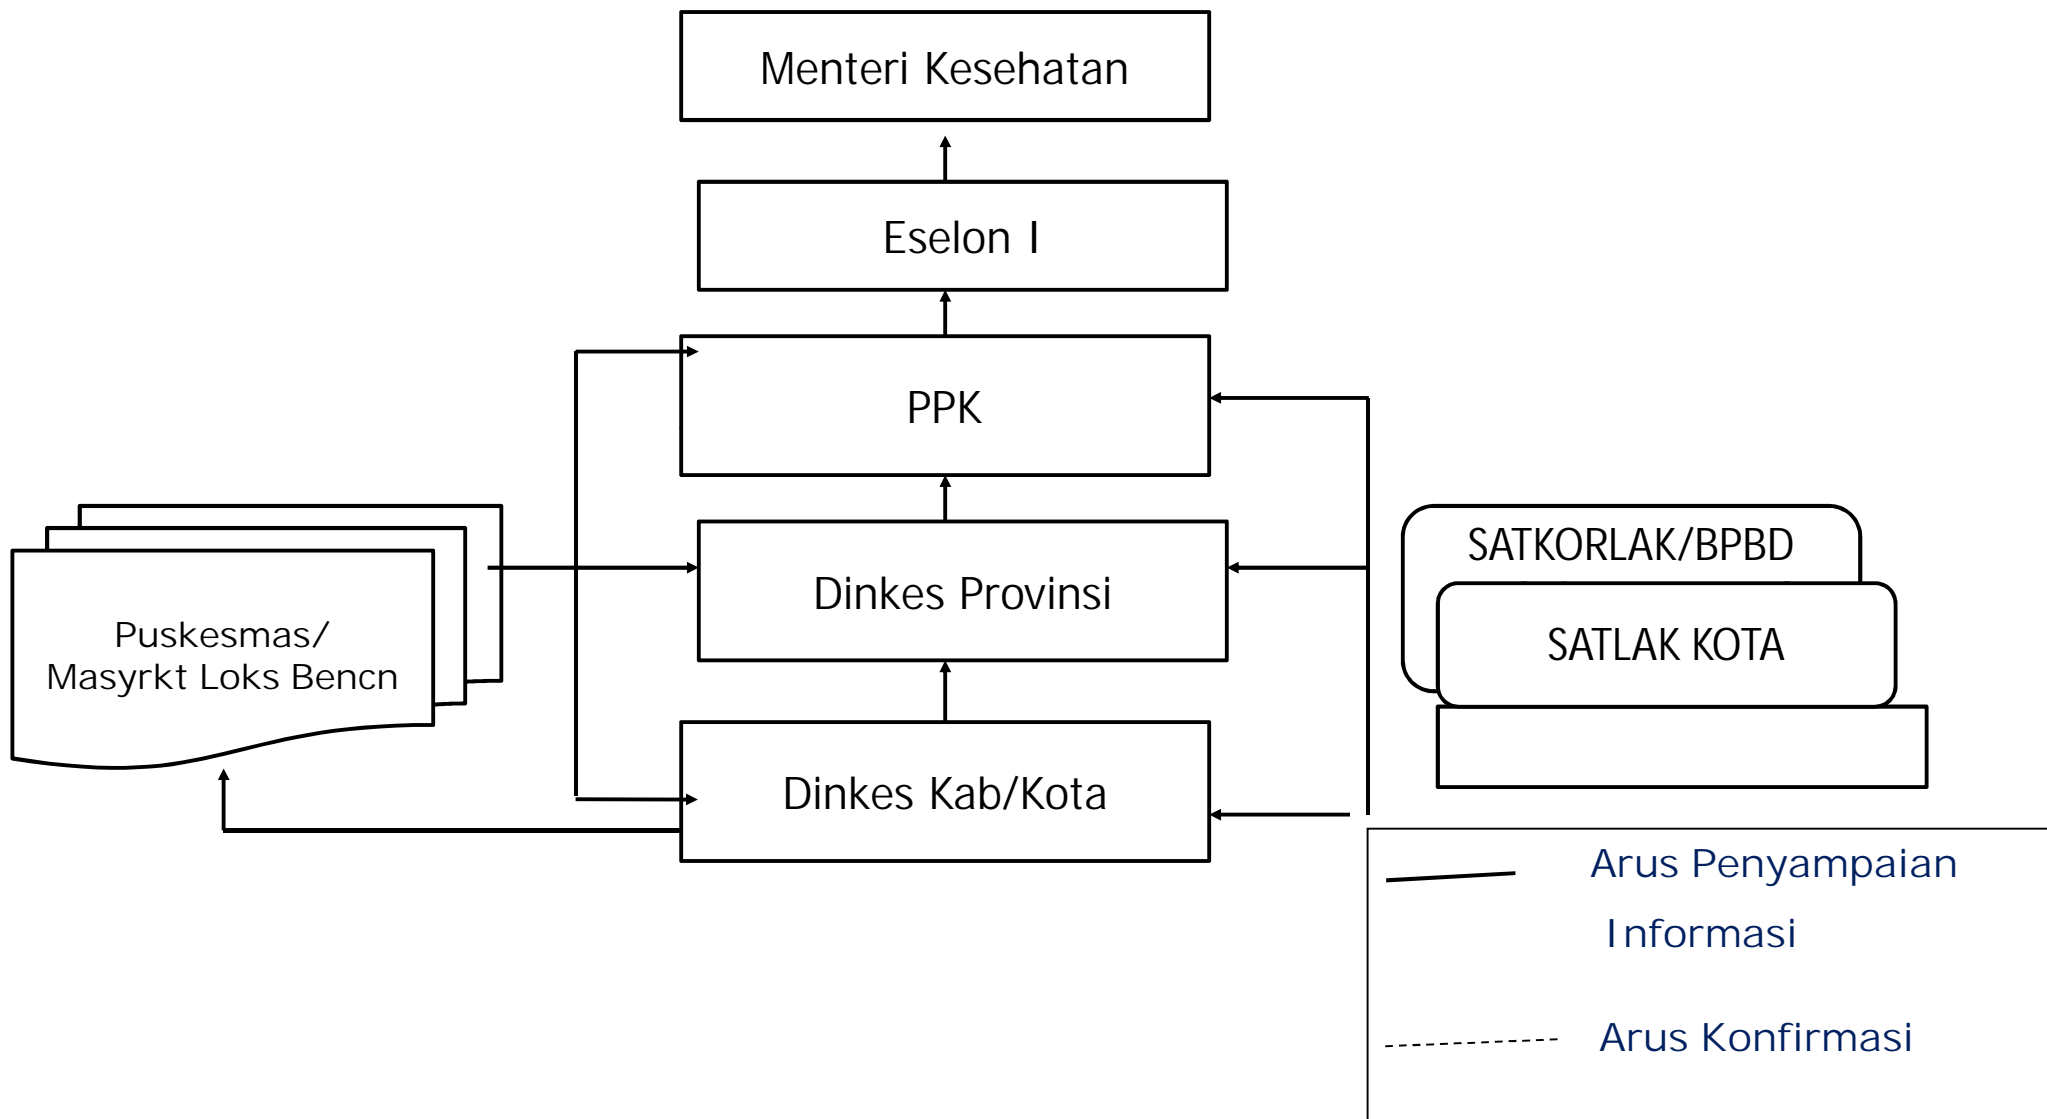 Menteri Kesehatan
Eselon I
PPK
Dinkes Provinsi
Dinkes Kab/Kota
Puskesmas/
Masyrkt Loks Bencn
SATKORLAK/BPBD
SATLAK KOTA
Arus Penyampaian
Informasi
Arus Konfirmasi